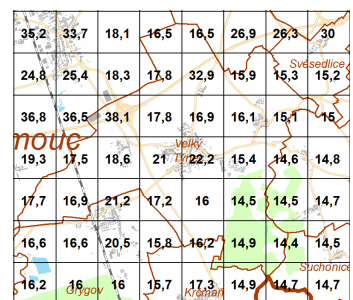 35,2 33,7 18,1 16,5 16,5 26,9 26,3 30
Svésedlice
24,8 25,4 18,3 17,8 32,9 15,9 15,3 15,2
36,8 36,5 38,1 17,8 16,9 16,1 15,1 15
mouc
Velký
Týnec
19,3 17,5 18,6 21 22,2 15,4 14,6 14,8
17,7 16,9 21,2 17,2 16 14,5 14,5 14,7
16,6 16,6 20,5 15,8 16,2 14,9 14,4 14,5
Suchonice
16,2 16 16 15,7 17,3 14,9 14,7 14,7
Grygov
Krčmaň